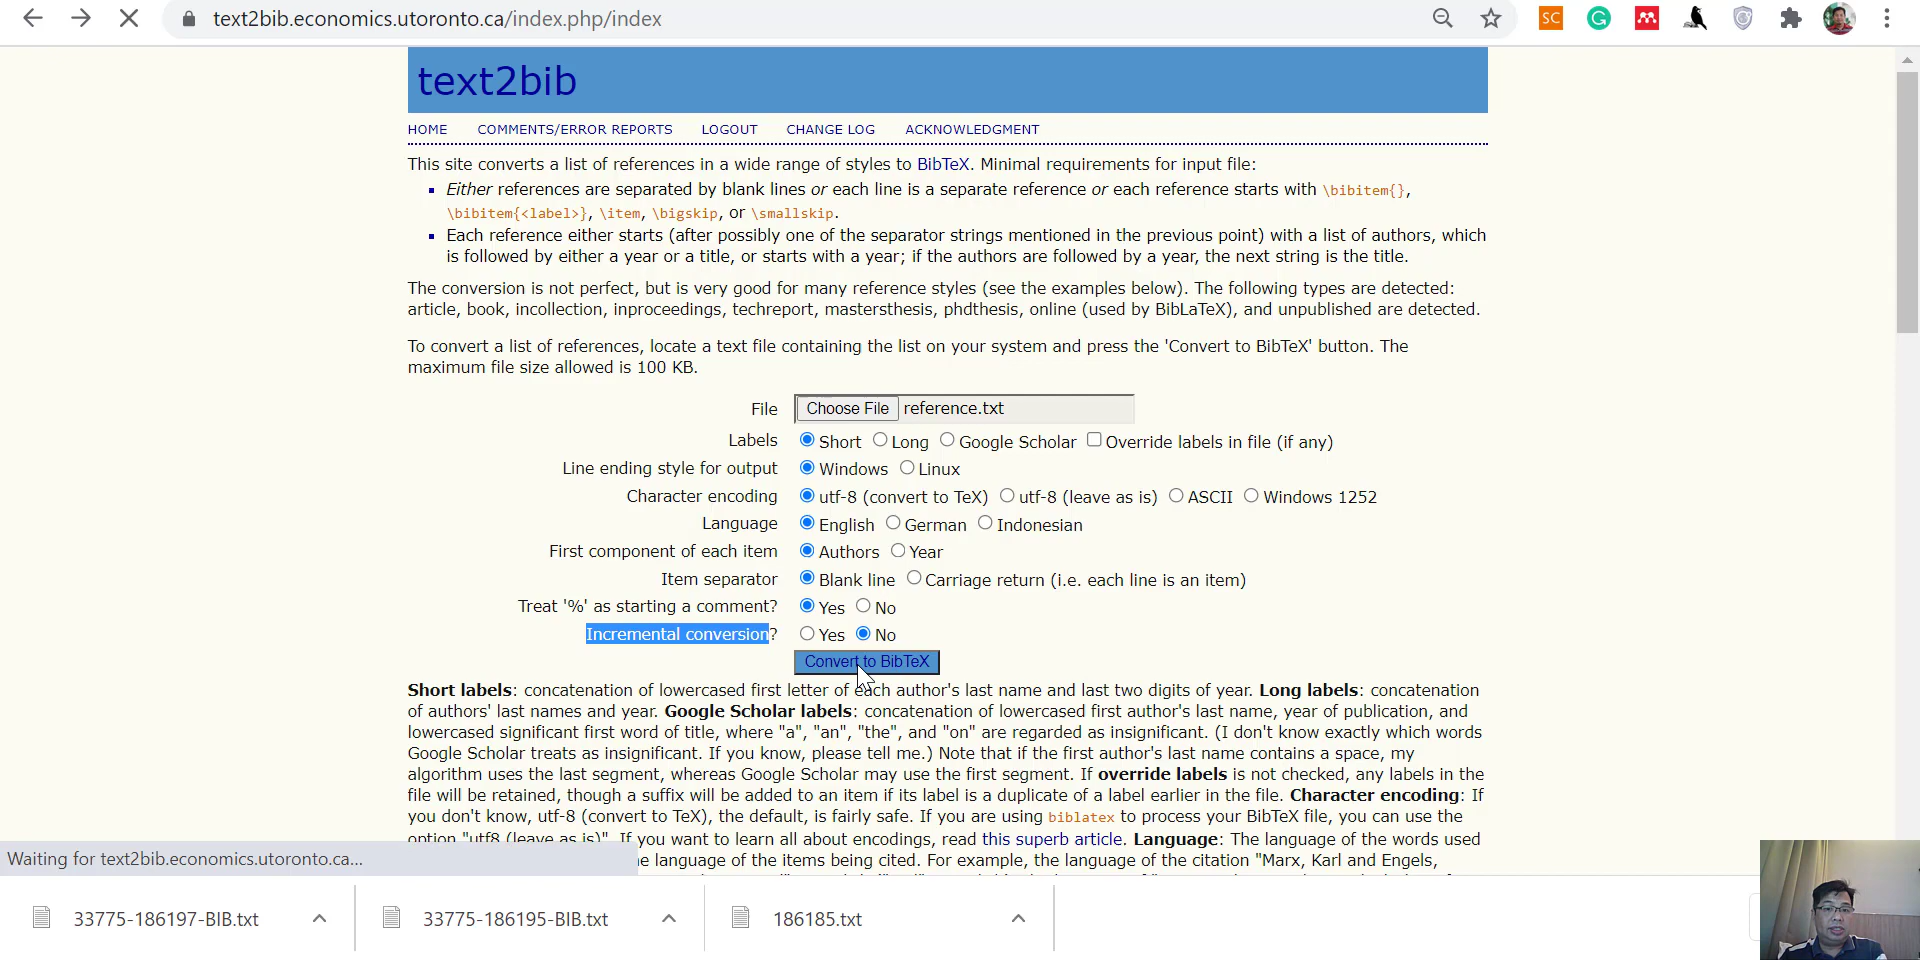 text2bib.economics.utoronto.ca/index.php/index
SC
G
text2bib
HOME COMMENTS/ERROR REPORTS LOGOUT CHANGE LOG ACKNOWLEDGMENT
This site converts a list of references in a wide range of styles to BibTeX. Minimal requirements for input file:
Either references are separated by blank lines or each line is a separate reference or each reference starts with \bibitem{},
\bibitem{<label>}, \item, \bigskip, or \smallskip.
Each reference either starts (after possibly one of the separator strings mentioned in the previous point) with a list of authors, which
is followed by either a year or a title, or starts with a year; if the authors are followed by a year, the next string is the title.
The conversion is not perfect, but is very good for many reference styles (see the examples below). The following types are detected:
article, book, incollection, inproceedings, techreport, mastersthesis, phdthesis, online (used by BibLaTeX), and unpublished are detected.
To convert a list of references, locate a text file containing the list on your system and press the 'Convert to BibTeX' button. The
maximum file size allowed is 100 KB.
File Choose File reference.txt
Labels Short Long Google Scholar Override labels in file (if any)
Line ending style for output Windows Linux
Character encoding utf-8 (convert to TeX) utf-8 (leave as is) ASCII Windows 1252
Language English German Indonesian
First component of each item Authors Year
Item separator Blank line Carriage return (i.e. each line is an item)
Treat '%' as starting a comment? Yes No
Incremental conversion? Yes No
Convert to BibTeX
Short labels: concatenation of lowercased first letter of each author's last name and last two digits of year. Long labels: concatenation
of authors' last names and year. Google Scholar labels: concatenation of lowercased first author's last name, year of publication, and
lowercased significant first word of title, where "a", "an", "the", and "on" are regarded as insignificant. (I don't know exactly which words
Google Scholar treats as insignificant. If you know, please tell me.) Note that if the first author's last name contains a space, my
algorithm uses the last segment, whereas Google Scholar may use the first segment. If override labels is not checked, any labels in the
file will be retained, though a suffix will be added to an item if its label is a duplicate of a label earlier in the file. Character encoding: If
you don't know, utf-8 (convert to TeX), the default, is fairly safe. If you are using biblatex to process your BibTeX file, you can use the
option "utf8 (leave as is)". If you want to learn all about encodings, read this superb article. Language: The language of the words used
Waiting for text2bib.economics.utoronto.ca...
the language of the items being cited. For example, the language of the citation "Marx, Karl and Engels,
33775-186197-BIB.txt 33775-186195-BIB.txt 186185.txt